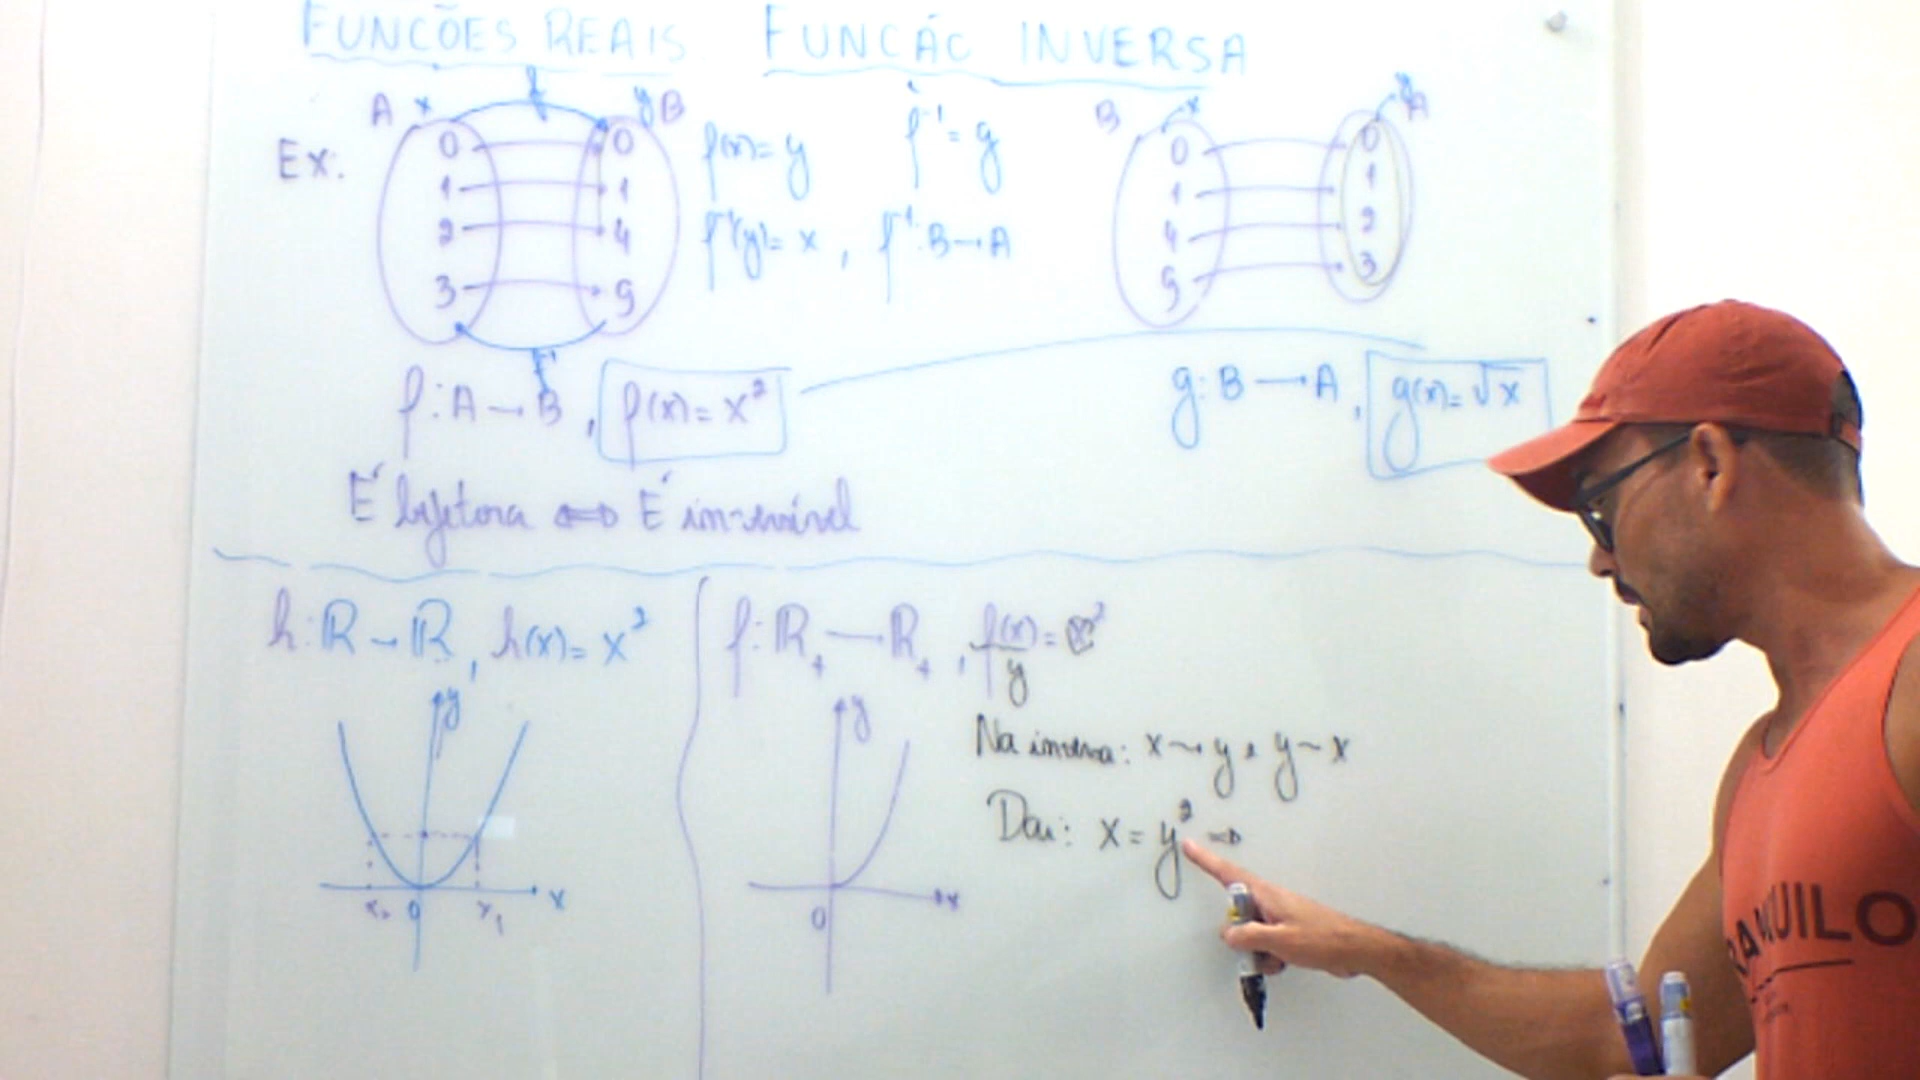 FUNÇÕES REAIS FUNÇÃO INVERSA
Ex:
A x f y B
0 0
1 1
2 4
3 9
f⁻¹
f(x)= y f⁻¹= g
f⁻¹(y)= x , f⁻¹: B→A
B x y A
0 0
1 1
4 2
9 3
f: A→B , f(x)= x²
g: B→A , g(x)= √x
É bijetora ⇔ É inversível
h: ℝ→ℝ , h(x)= x²
y
x₂ 0 x₁ x
f: ℝ₊→ℝ₊ , f(x)= x²
y
y
0 x
Na inversa: x→y e y→x
Daí: x = y² ⇒
RANQUILO